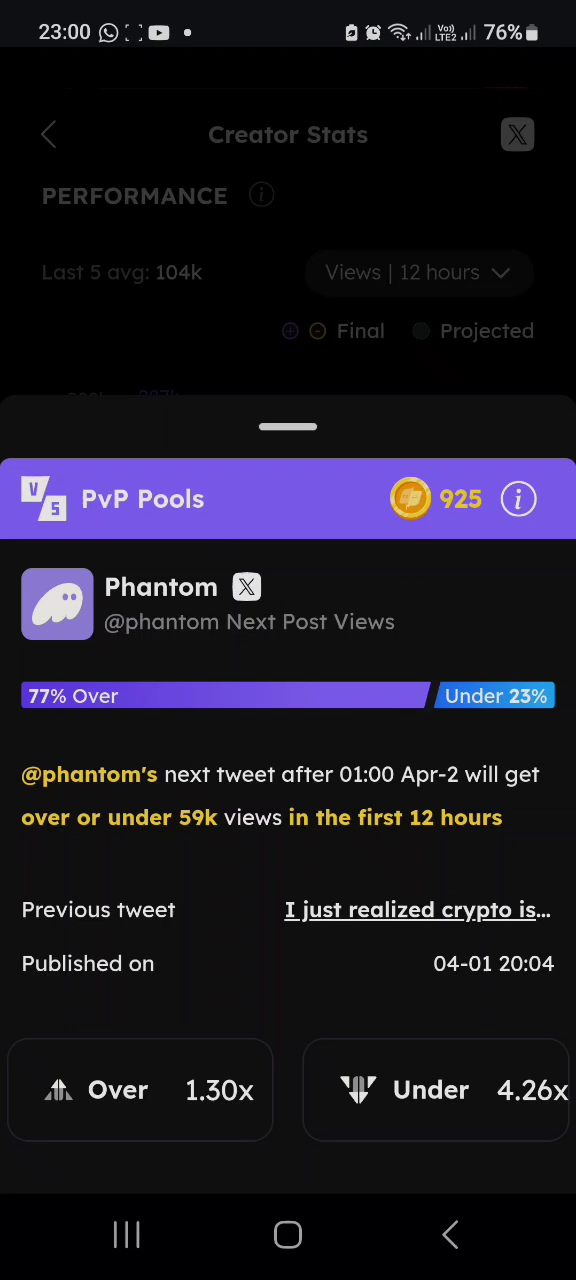 23:00
Vo))
LTE2
76%
Creator Stats
PERFORMANCE
Last 5 avg: 104k
Views | 12 hours
Final
Projected
V
S
PvP Pools
925
Phantom
@phantom Next Post Views
77% Over
Under 23%
@phantom's next tweet after 01:00 Apr-2 will get
over or under 59k views in the first 12 hours
Previous tweet
I just realized crypto is...
Published on
04-01 20:04
Over 1.30x
Under 4.26x